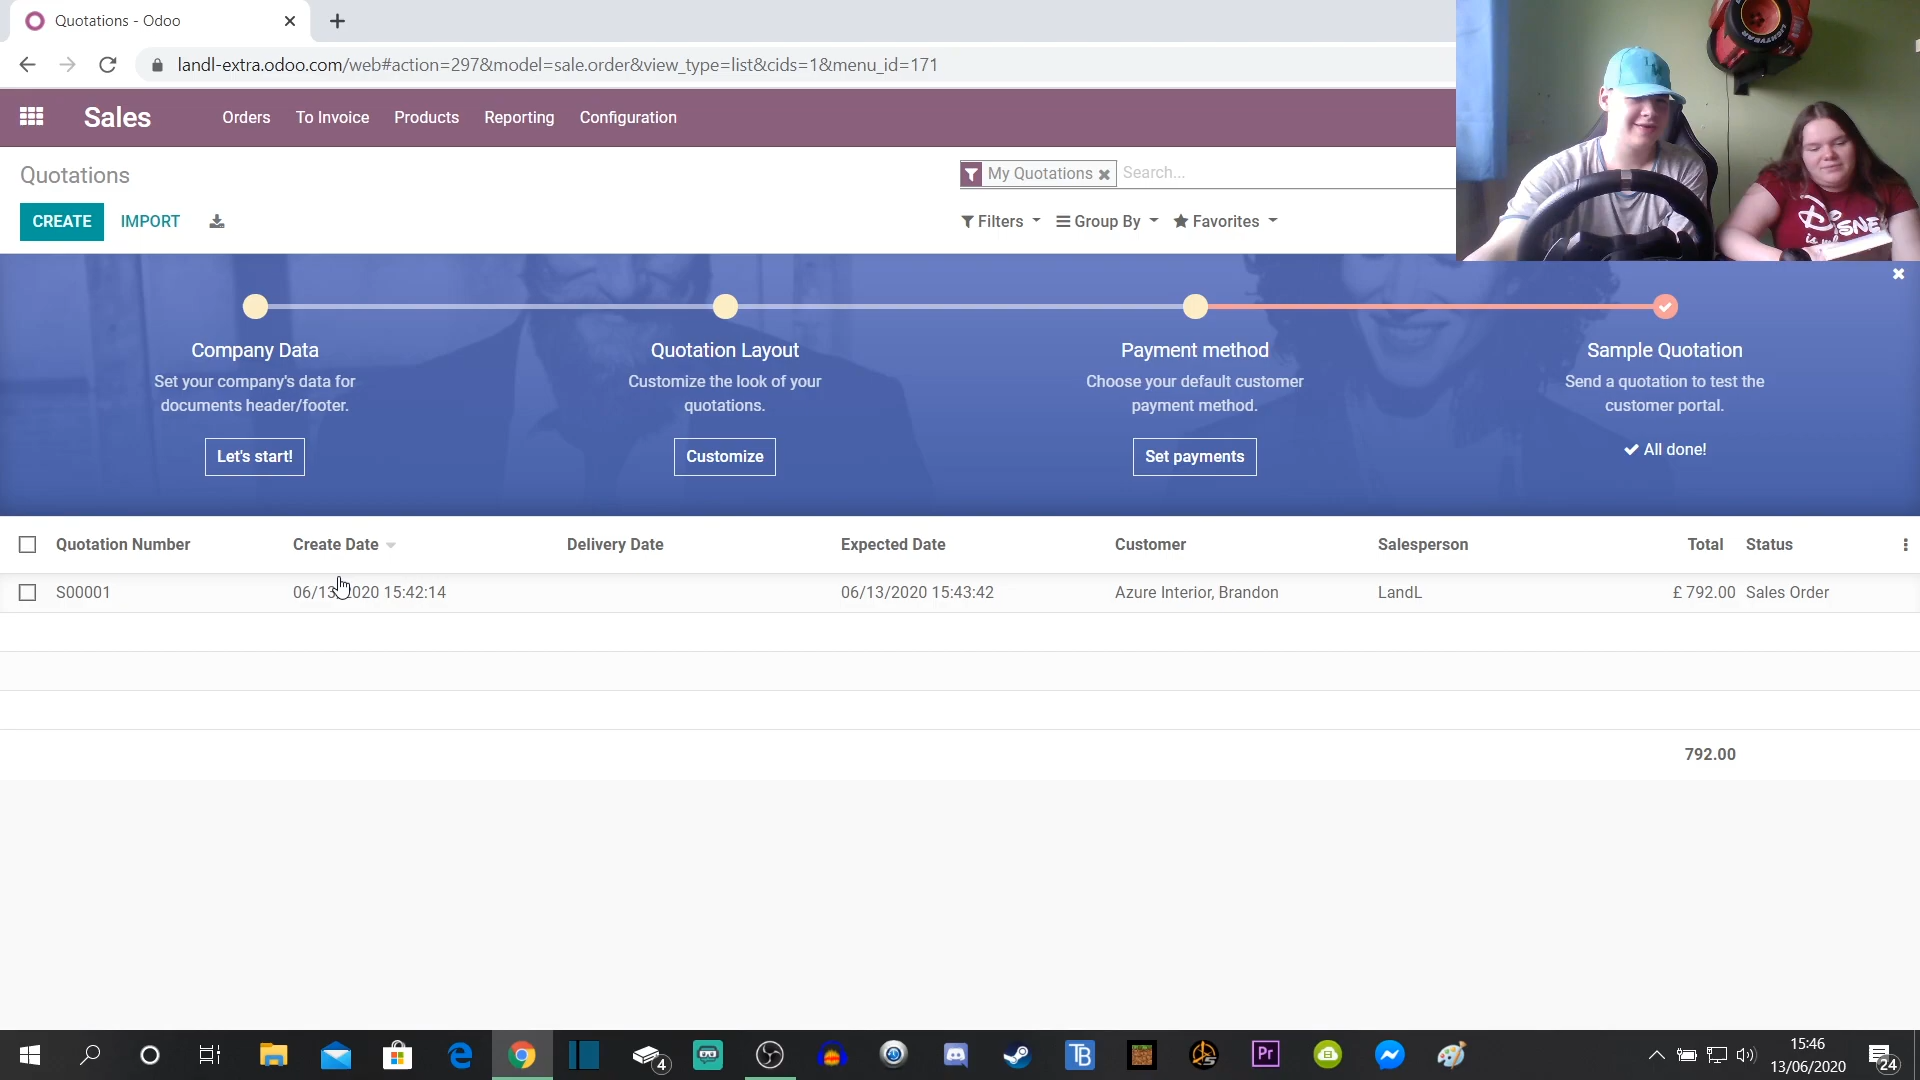 Quotations - Odoo
landl-extra.odoo.com/web#action=297&model=sale.order&view_type=list&cids=1&menu_id=171
Sales Orders To Invoice Products Reporting Configuration
Quotations
My Quotations Search...
CREATE IMPORT
Filters Group By Favorites
Company Data Quotation Layout Payment method Sample Quotation
Set your company's data for Customize the look of your Choose your default customer Send a quotation to test the
documents header/footer. quotations. payment method. customer portal.
Let's start! Customize Set payments All done!
Quotation Number Create Date Delivery Date Expected Date Customer Salesperson Total Status
S00001 06/13/2020 15:42:14 06/13/2020 15:43:42 Azure Interior, Brandon LandL £ 792.00 Sales Order
792.00
DISNE
is
4
TB
Pr
15:46
13/06/2020
24